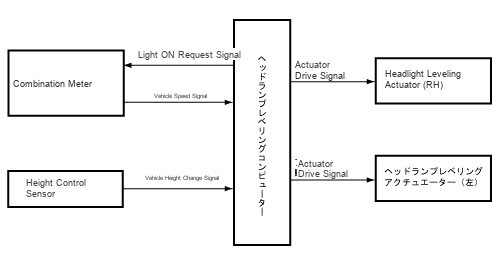 Light ON Request Signal
Combination Meter
Vehicle Speed Signal
Height Control
Sensor
Vehicle Height Change Signal
ヘッドランプレベリングコンピューター
Actuator
Drive Signal
Headlight Leveling
Actuator (RH)
Actuator
Drive Signal
ヘッドランプレベリング
アクチュエーター（左）